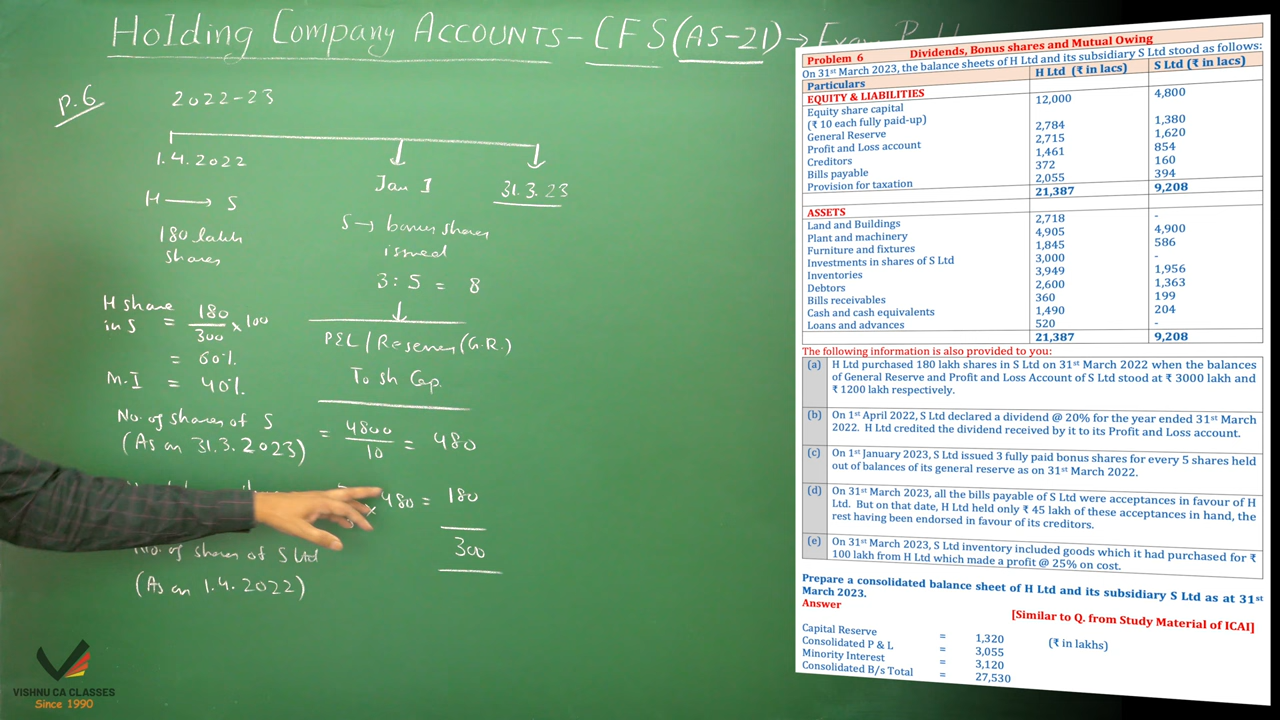 Holding Company Accounts - CFS (AS-21) →
P.6
2022-23
1.4.2022
Jan 1
31.3.23
H → S
180 lakh
shares
S → bonus shares
issued
3:5 = 8
H share
in S = 180/300 × 100
= 60%
M.I = 40%
P&L / Reserves (G.R.)
To sh Cap.
No. of shares of S
(As on 31.3.2023) = 4800/10 = 480
× 480 = 180
300
No. of shares of S Ltd
(As on 1.4.2022)
VISHNU CA CLASSES
Since 1990
Problem 6 Dividends, Bonus shares and Mutual Owing
On 31st March 2023, the balance sheets of H Ltd and its subsidiary S Ltd stood as follows:
Particulars H Ltd (₹ in lacs) S Ltd (₹ in lacs)
EQUITY & LIABILITIES
Equity share capital 12,000 4,800
(₹ 10 each fully paid-up)
General Reserve 2,784 1,380
Profit and Loss account 2,715 1,620
Creditors 1,461 854
Bills payable 372 160
Provision for taxation 2,055 394
21,387 9,208
ASSETS
Land and Buildings 2,718 -
Plant and machinery 4,905 4,900
Furniture and fixtures 1,845 586
Investments in shares of S Ltd 3,000 -
Inventories 3,949 1,956
Debtors 2,600 1,363
Bills receivables 360 199
Cash and cash equivalents 1,490 204
Loans and advances 520 -
21,387 9,208
The following information is also provided to you:
(a) H Ltd purchased 180 lakh shares in S Ltd on 31st March 2022 when the balances
of General Reserve and Profit and Loss Account of S Ltd stood at ₹ 3000 lakh and
₹ 1200 lakh respectively.
(b) On 1st April 2022, S Ltd declared a dividend @ 20% for the year ended 31st March
2022. H Ltd credited the dividend received by it to its Profit and Loss account.
(c) On 1st January 2023, S Ltd issued 3 fully paid bonus shares for every 5 shares held
out of balances of its general reserve as on 31st March 2022.
(d) On 31st March 2023, all the bills payable of S Ltd were acceptances in favour of H
Ltd. But on that date, H Ltd held only ₹ 45 lakh of these acceptances in hand, the
rest having been endorsed in favour of its creditors.
(e) On 31st March 2023, S Ltd inventory included goods which it had purchased for ₹
100 lakh from H Ltd which made a profit @ 25% on cost.
Prepare a consolidated balance sheet of H Ltd and its subsidiary S Ltd as at 31st
March 2023.
Answer
[Similar to Q. from Study Material of ICAI]
Capital Reserve = 1,320 (₹ in lakhs)
Consolidated P & L = 3,055
Minority Interest = 3,120
Consolidated B/s Total = 27,530